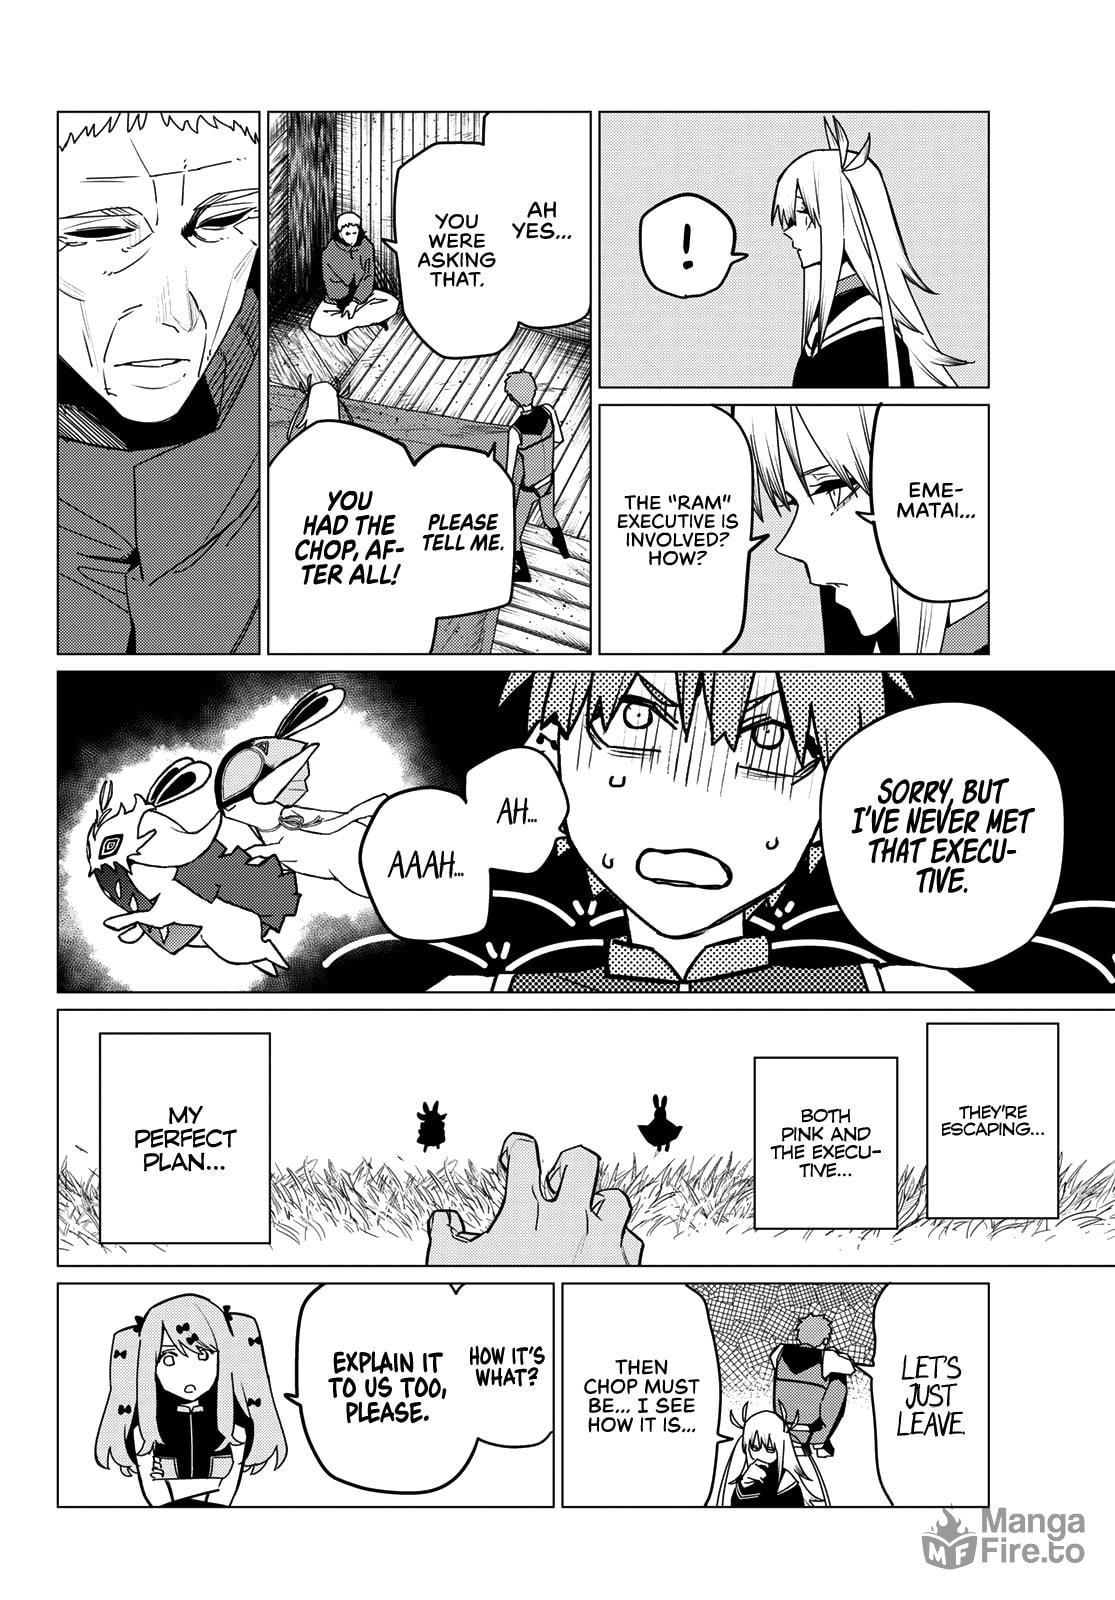 !
EME-
MATAI...
THE "RAM"
EXECUTIVE IS
INVOLVED?
HOW?
AH
YES...
YOU
WERE
ASKING
THAT.
PLEASE
TELL ME.
YOU
HAD THE
CHOP, AF-
TER ALL!
SORRY, BUT
I'VE NEVER MET
THAT EXECU-
TIVE.
AH...
AAAH...
THEY'RE
ESCAPING...
BOTH
PINK AND
THE EXECU-
TIVE...
MY
PERFECT
PLAN...
LET'S
JUST
LEAVE.
THEN
CHOP MUST
BE... I SEE
HOW IT IS...
HOW IT'S
WHAT?
EXPLAIN IT
TO US TOO,
PLEASE.
MF
Manga
Fire.to